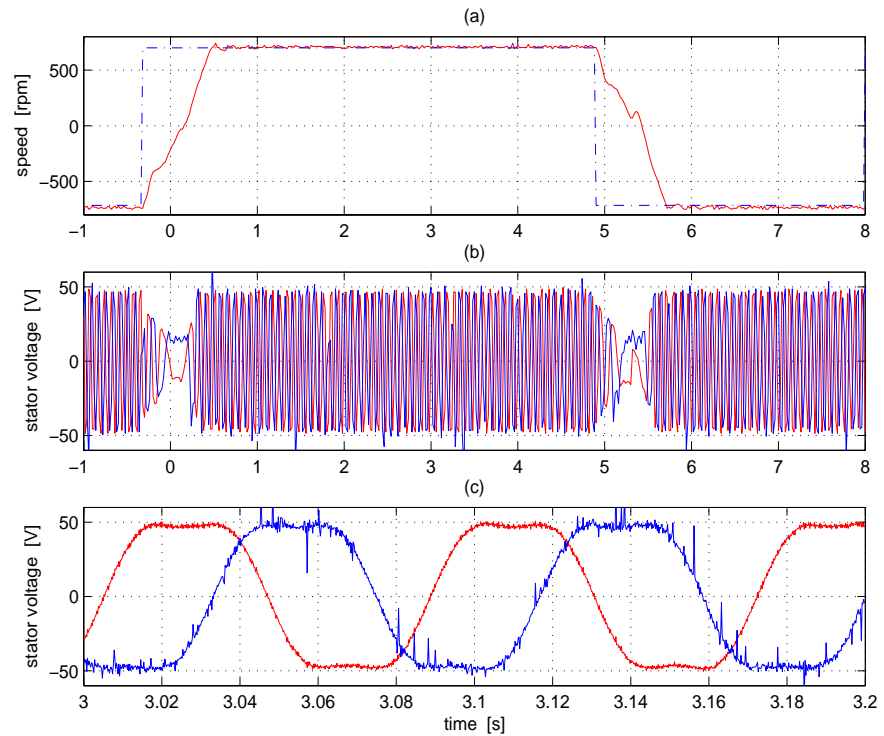 (a)
500
0
−500
speed [rpm]
−1 0 1 2 3 4 5 6 7 8
(b)
50
0
−50
stator voltage [V]
−1 0 1 2 3 4 5 6 7 8
(c)
50
0
−50
stator voltage [V]
3 3.02 3.04 3.06 3.08 3.1 3.12 3.14 3.16 3.18 3.2
time [s]